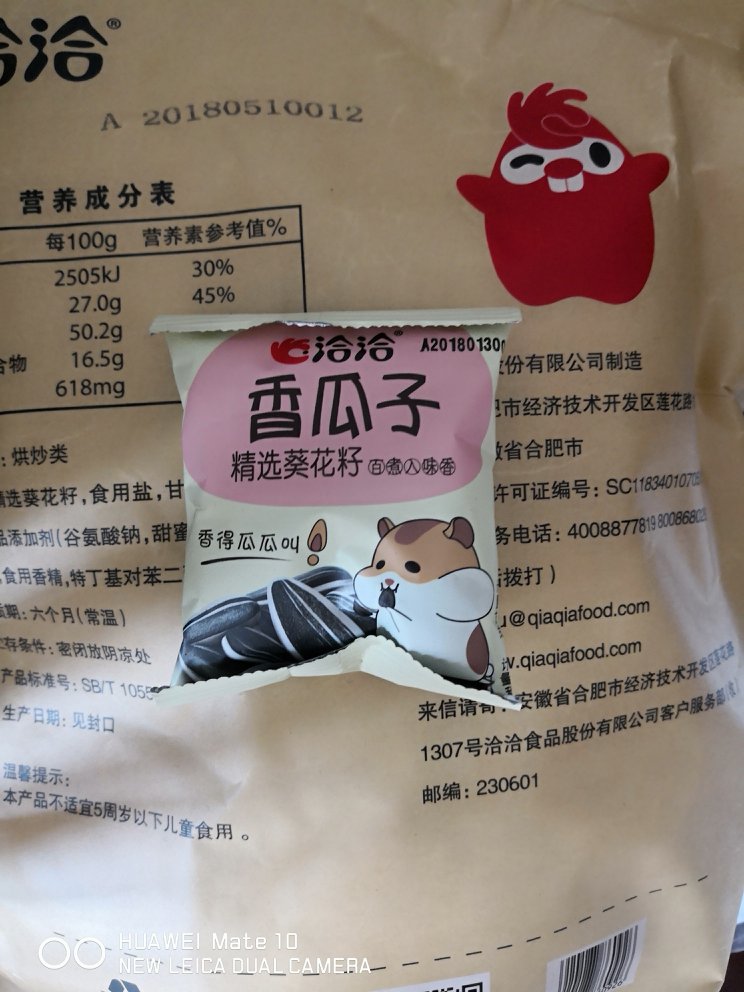 洽洽®
A 20180510012
营养成分表
每100g 营养素参考值%
2505kJ 30%
27.0g 45%
50.2g
合物 16.5g
618mg
: 烘炒类
精选葵花籽,食用盐,甘
品添加剂(谷氨酸钠,甜蜜
食用香精,特丁基对苯二
期:六个月(常温)
存条件:密闭放阴凉处
产品标准号: SB/T 1055
生产日期: 见封口
温馨提示:
本产品不适宜5周岁以下儿童食用。
洽洽®
A20180130
香瓜子
精选葵花籽 百煮入味香
香得瓜瓜叫
份有限公司制造
市经济技术开发区莲花路
省合肥市
许可证编号: SC118340107
务电话: 4008877819
拨打)
u@qiaqiafood.com
v.qiaqiafood.com
来信请寄: 安徽省合肥市经济技术开发区莲花路
1307号洽洽食品股份有限公司客户服务部(收)
邮编: 230601
HUAWEI Mate 10
NEW LEICA DUAL CAMERA